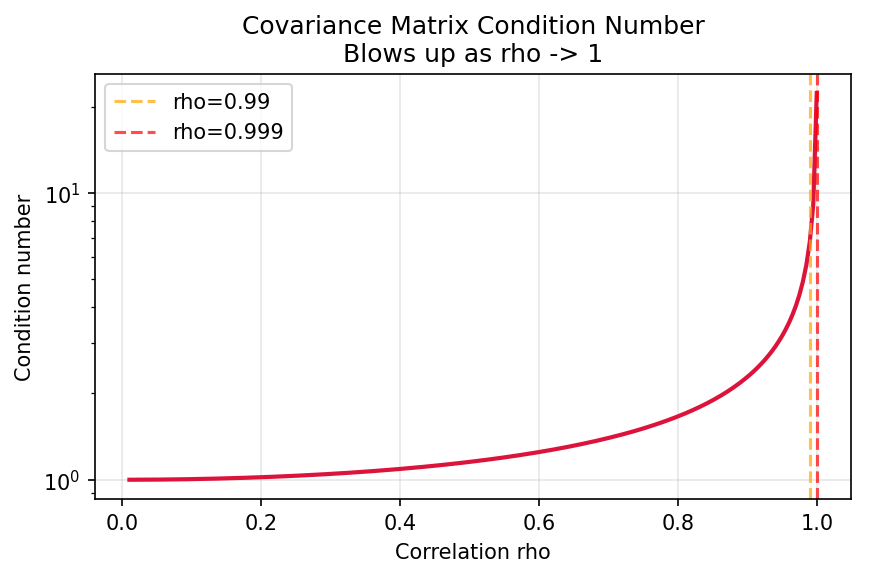 Covariance Matrix Condition Number
Blows up as rho -> 1
rho=0.99
rho=0.999
Condition number
10¹
10⁰
0.0 0.2 0.4 0.6 0.8 1.0
Correlation rho